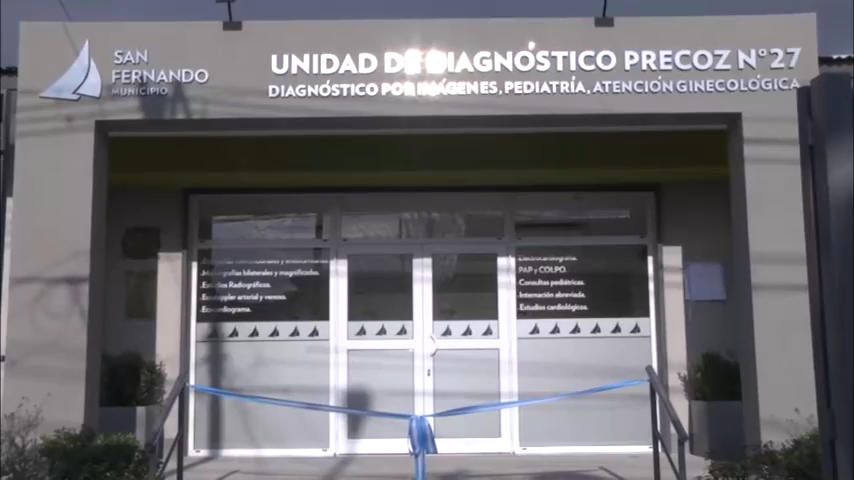 SAN
FERNANDO
MUNICIPIO
UNIDAD DE DIAGNÓSTICO PRECOZ N°27
DIAGNÓSTICO POR IMÁGENES, PEDIATRÍA, ATENCIÓN GINECOLÓGICA
.Mamografías bilaterales y magnificadas.
.Estudios Radiográficos.
.Ecodoppler arterial y venoso.
.Ecocardiograma.
.Electrocardiograma.
PAP y COLPO.
.Consultas pediátricas.
.Internación abreviada.
.Estudios cardiológicos.